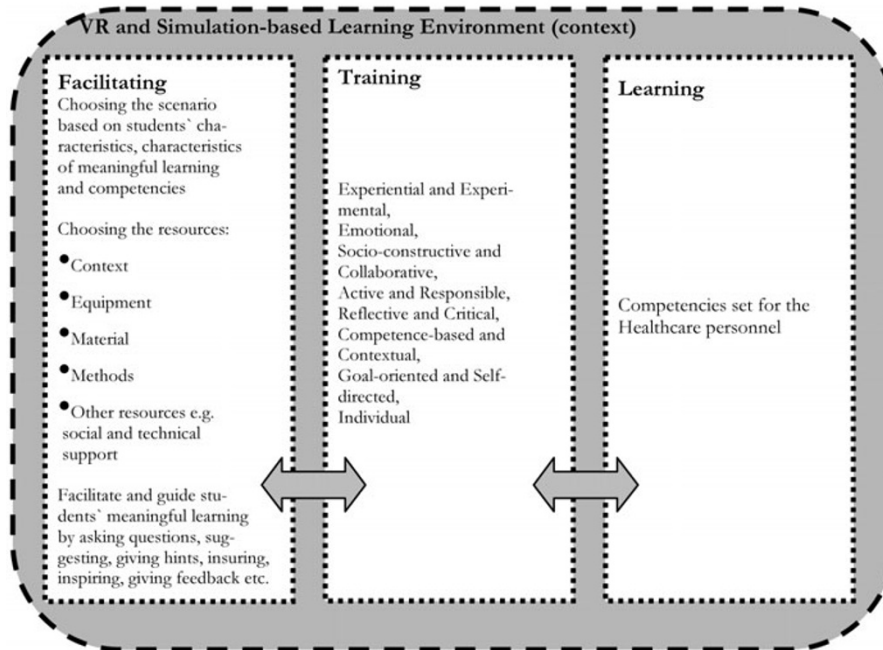 VR and Simulation-based Learning Environment (context)
Facilitating
Choosing the scenario
based on students` cha-
racteristics, characteristics
of meaningful learning
and competencies
Choosing the resources:
•Context
•Equipment
•Material
•Methods
•Other resources e.g.
social and technical
support
Facilitate and guide stu-
dents` meaningful learning
by asking questions, sug-
gesting, giving hints, insuring,
inspiring, giving feedback etc.
Training
Experiential and Experi-
mental,
Emotional,
Socio-constructive and
Collaborative,
Active and Responsible,
Reflective and Critical,
Competence-based and
Contextual,
Goal-oriented and Self-
directed,
Individual
Learning
Competencies set for the
Healthcare personnel